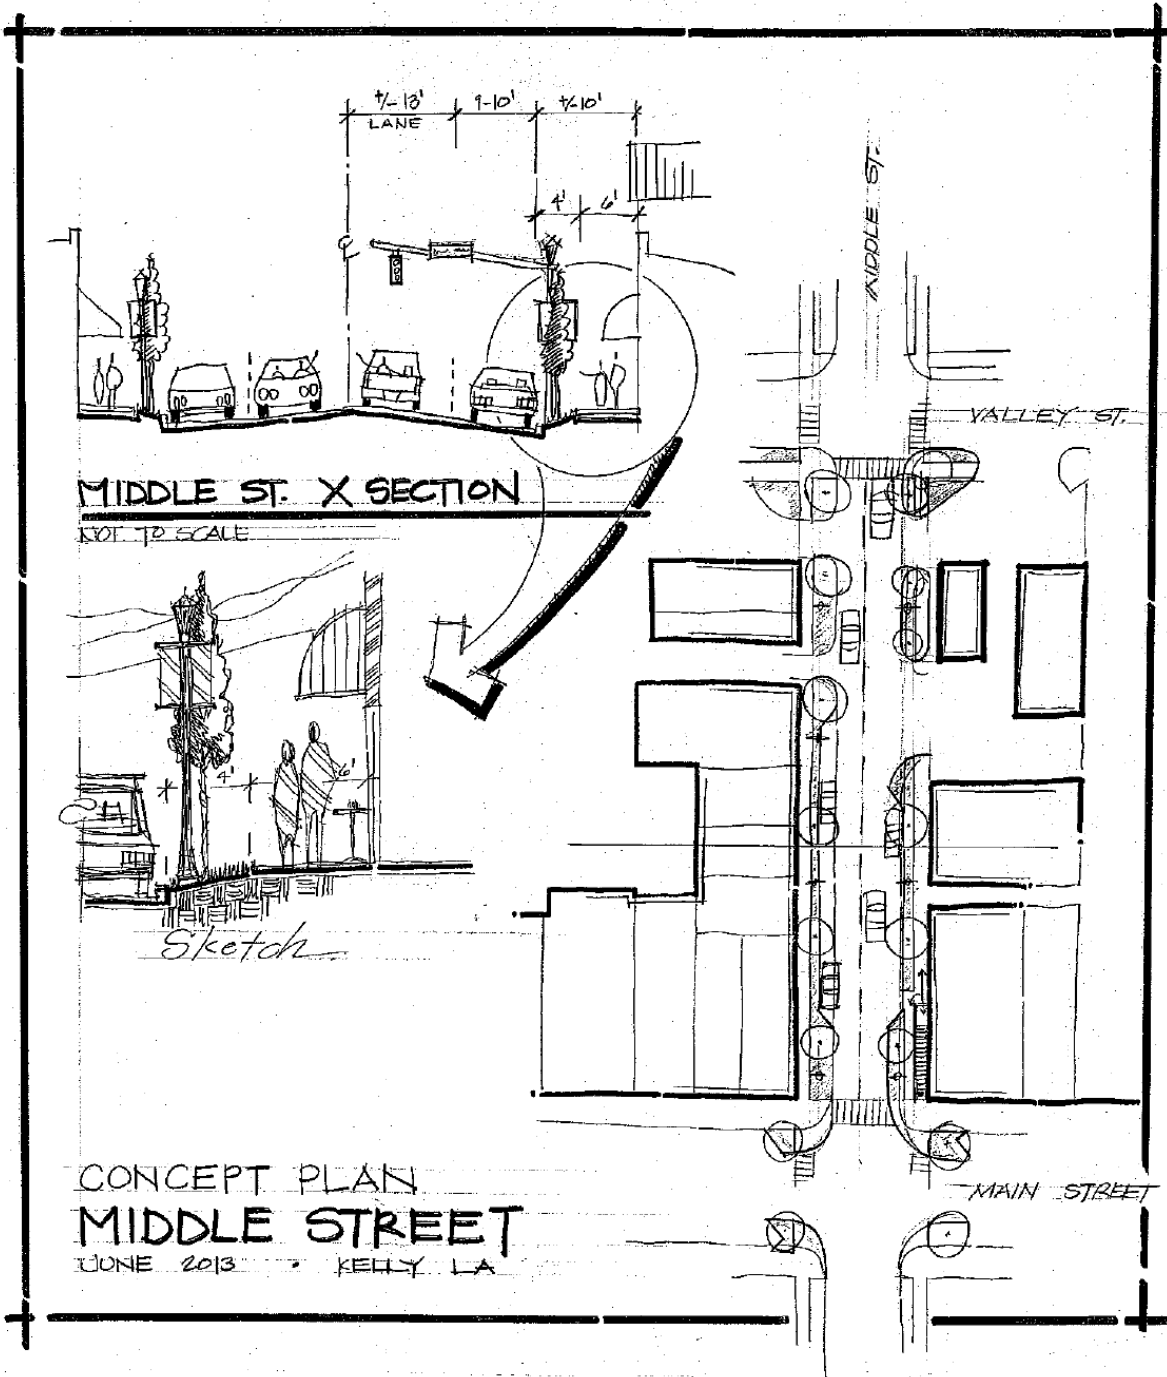 +/- 13' 9-10' +/-10'
LANE
4' 6'
MIDDLE ST.
VALLEY ST.
MIDDLE ST. X SECTION
NOT TO SCALE
4' 6'
Sketch
CONCEPT PLAN
MIDDLE STREET
JUNE 2013 • KELLY LA
MAIN STREET